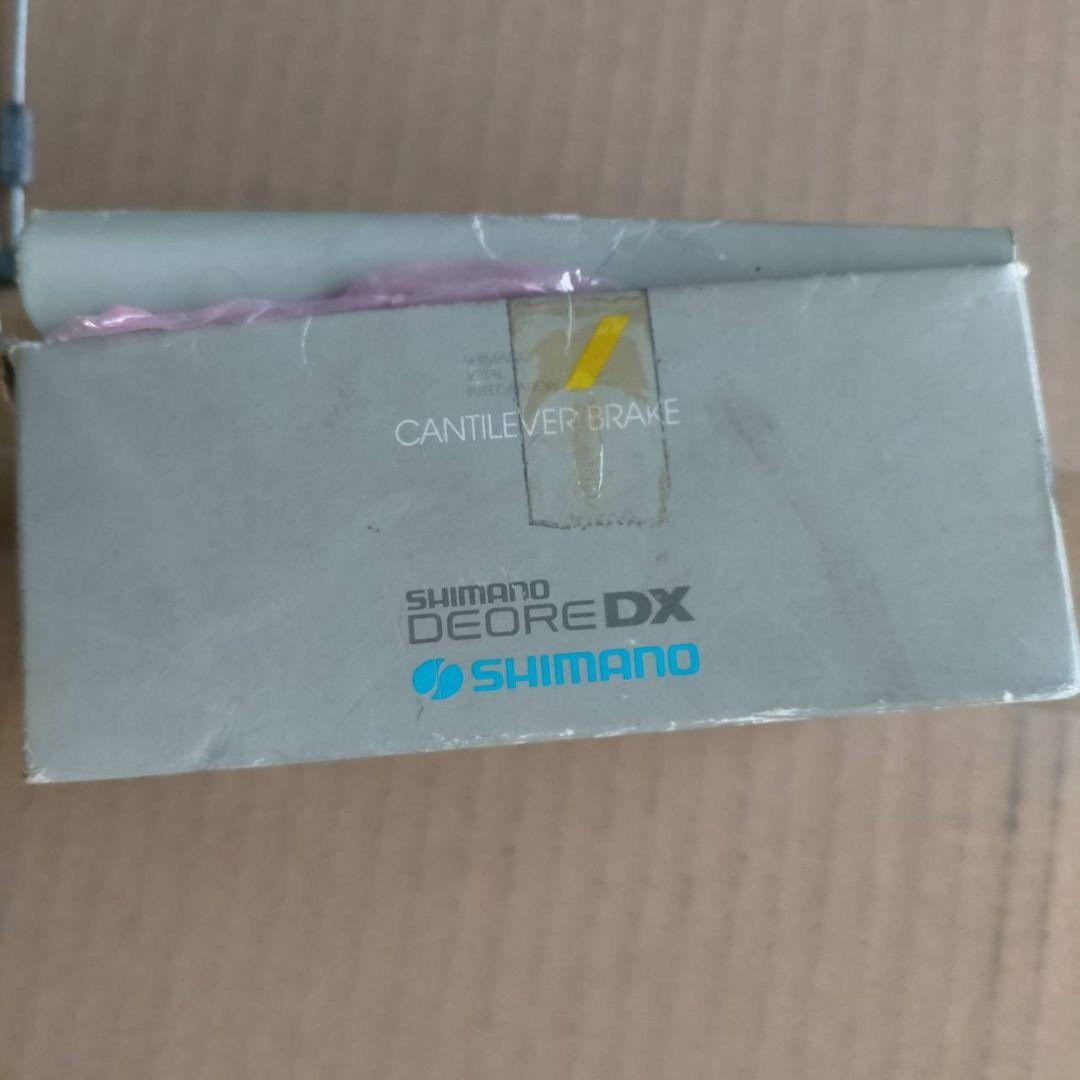 SHIMANO
TOTAL
INTEGRATION
CANTILEVER BRAKE
SHIMANO
DEORE DX
SHIMANO